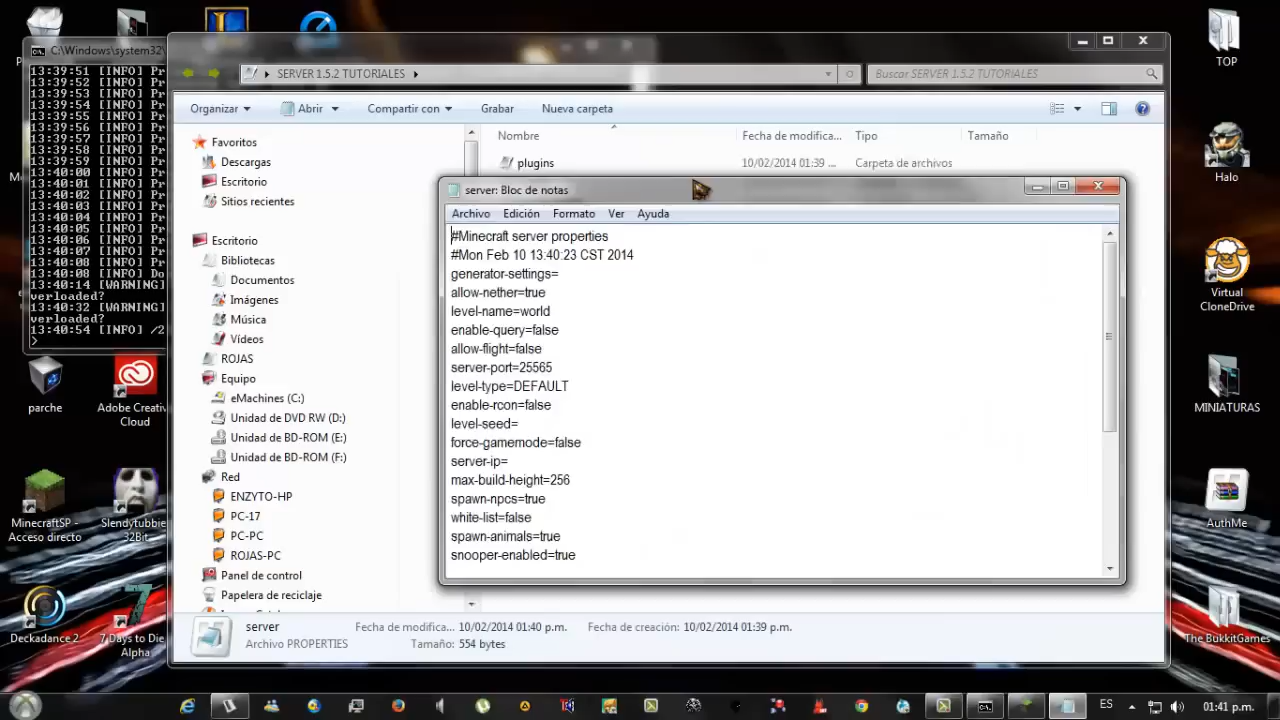 C:\Windows\system32\
13:39:51 [INFO] Pr
13:39:52 [INFO] Pr
13:39:53 [INFO] Pr
13:39:54 [INFO] Pr
13:39:55 [INFO] Pr
13:39:56 [INFO] Pr
13:39:57 [INFO] Pr
13:39:58 [INFO] Pr
13:39:59 [INFO] Pr
13:40:00 [INFO] Pr
13:40:01 [INFO] Pr
13:40:02 [INFO] Pr
13:40:03 [INFO] Pr
13:40:04 [INFO] Pr
13:40:05 [INFO] Pr
13:40:06 [INFO] Pr
13:40:07 [INFO] Pr
13:40:08 [INFO] Pr
13:40:08 [INFO] Do
13:40:14 [WARNING]
verloaded?
13:40:32 [WARNING]
verloaded?
13:40:54 [INFO] /2
>
SERVER 1.5.2 TUTORIALES
Buscar SERVER 1.5.2 TUTORIALES
Organizar
Abrir
Compartir con
Grabar
Nueva carpeta
Favoritos
Descargas
Escritorio
Sitios recientes
Escritorio
Bibliotecas
Documentos
Imágenes
Música
Vídeos
ROJAS
Equipo
eMachines (C:)
Unidad de DVD RW (D:)
Unidad de BD-ROM (E:)
Unidad de BD-ROM (F:)
Red
ENZYTO-HP
PC-17
PC-PC
ROJAS-PC
Panel de control
Papelera de reciclaje
Nombre
Fecha de modifica...
Tipo
Tamaño
plugins
10/02/2014 01:39 ...
Carpeta de archivos
server: Bloc de notas
Archivo Edición Formato Ver Ayuda
#Minecraft server properties
#Mon Feb 10 13:40:23 CST 2014
generator-settings=
allow-nether=true
level-name=world
enable-query=false
allow-flight=false
server-port=25565
level-type=DEFAULT
enable-rcon=false
level-seed=
force-gamemode=false
server-ip=
max-build-height=256
spawn-npcs=true
white-list=false
spawn-animals=true
snooper-enabled=true
server
Archivo PROPERTIES
Fecha de modifica... 10/02/2014 01:40 p.m.
Tamaño: 554 bytes
Fecha de creación: 10/02/2014 01:39 p.m.
parche
Adobe Creativ
Cloud
MinecraftSP -
Acceso directo
Slendytubbie
32Bit
Deckadance 2
7 Days to Die
Alpha
TOP
Halo
Virtual
CloneDrive
MINIATURAS
AuthMe
The BukkitGames
ES
01:41 p.m.